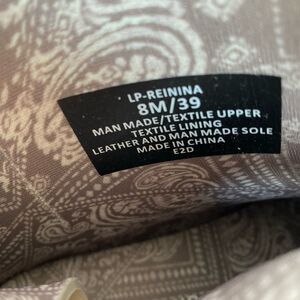 LP-REININA
8M/39
MAN MADE/TEXTILE UPPER
TEXTILE LINING
LEATHER AND MAN MADE SOLE
MADE IN CHINA
E2D